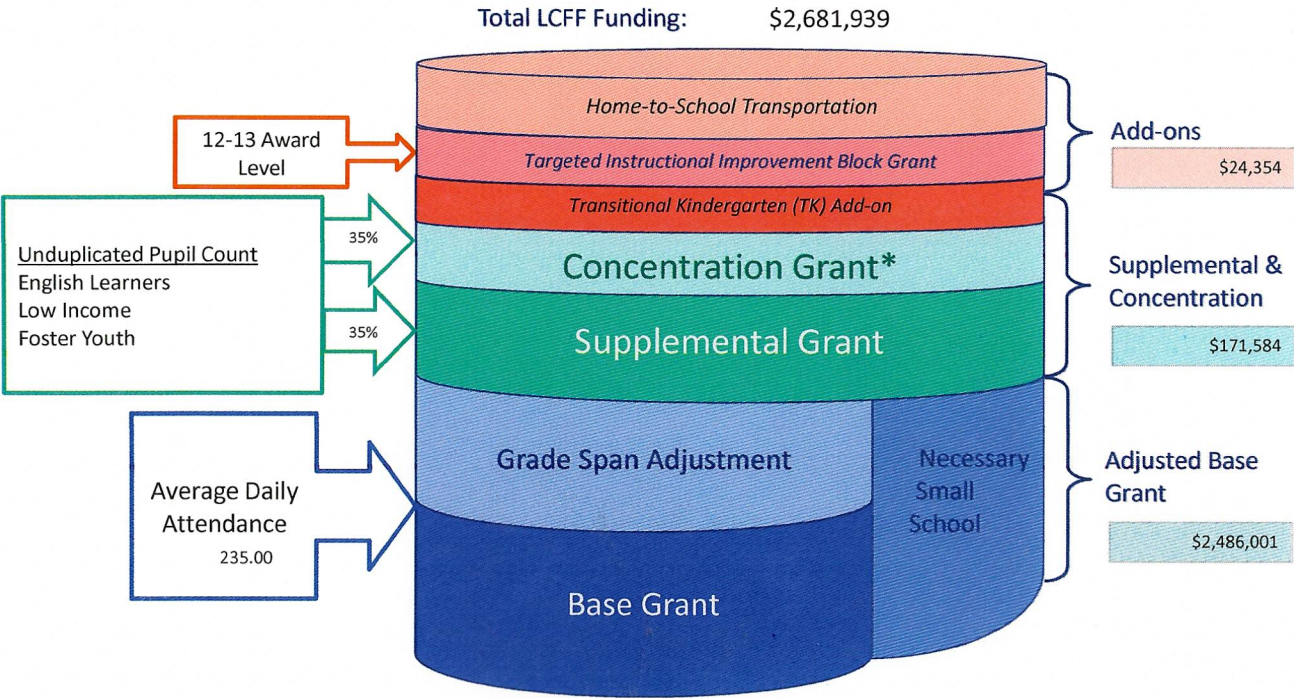 Total LCFF Funding: $2,681,939
Home-to-School Transportation
12-13 Award
Level
Targeted Instructional Improvement Block Grant
Add-ons
$24,354
Transitional Kindergarten (TK) Add-on
Unduplicated Pupil Count
English Learners
Low Income
Foster Youth
35%
35%
Concentration Grant*
Supplemental Grant
Supplemental &
Concentration
$171,584
Average Daily
Attendance
235.00
Grade Span Adjustment
Necessary
Small
School
Adjusted Base
Grant
$2,486,001
Base Grant